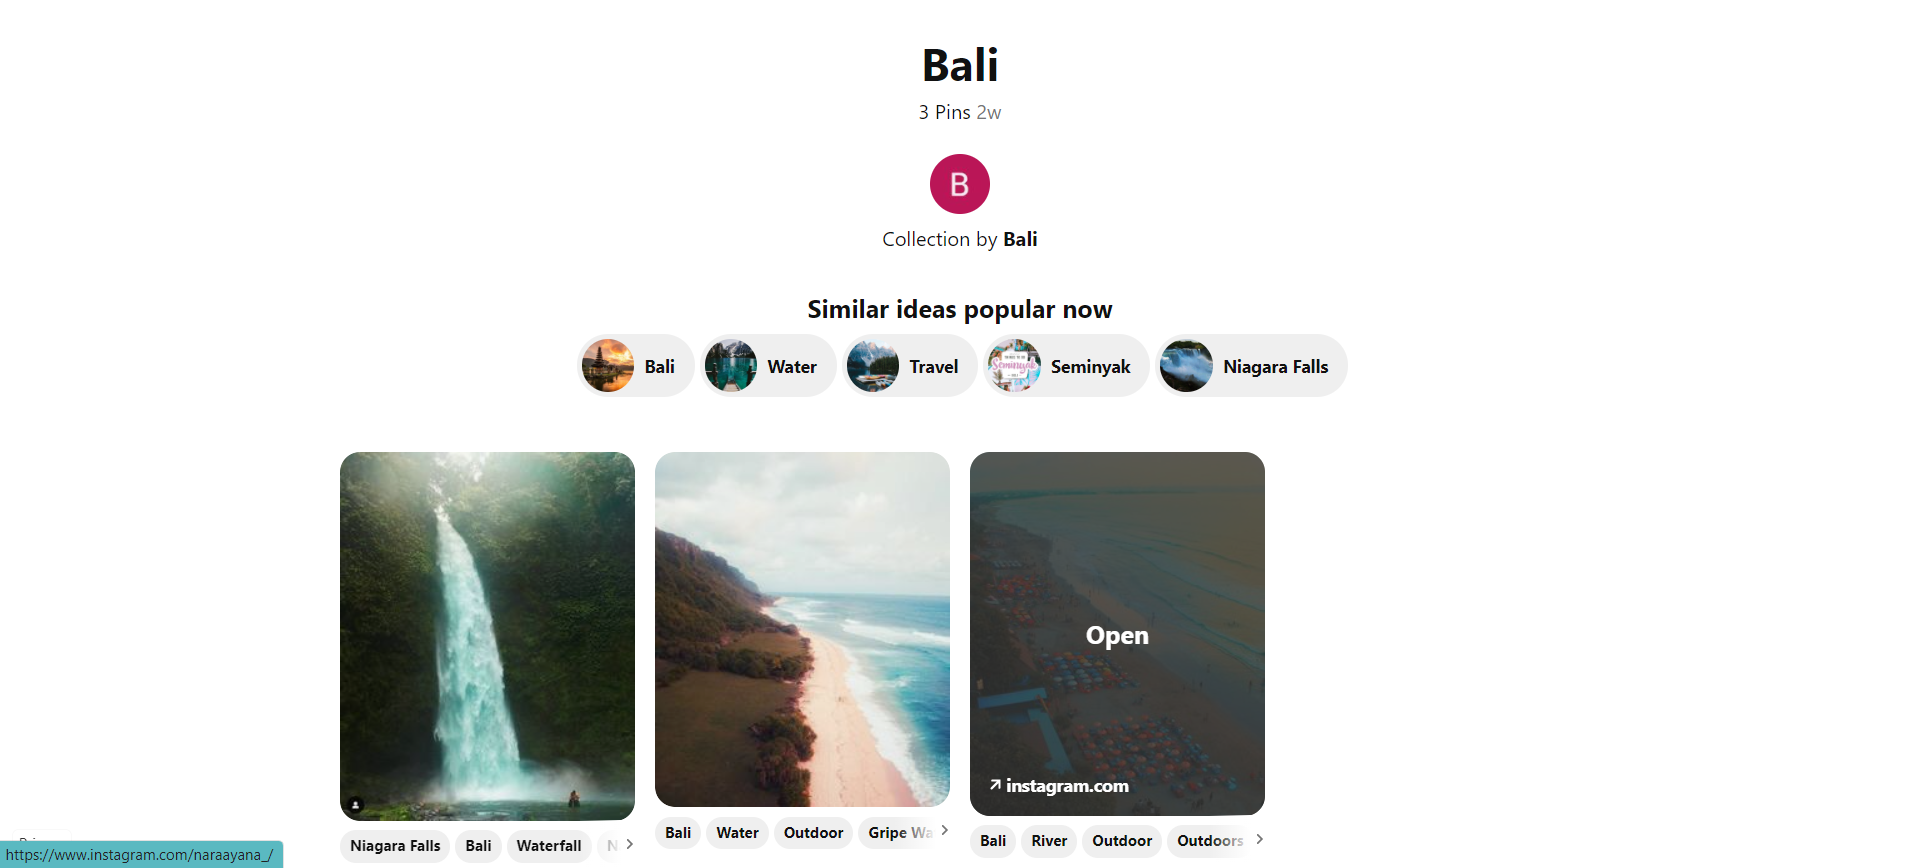 Bali
3 Pins 2w
B
Collection by Bali
Similar ideas popular now
Bali
Water
Travel
Seminyak
Niagara Falls
Open
instagram.com
Niagara Falls
Bali
Waterfall
N
Bali
Water
Outdoor
Gripe Wa
Bali
River
Outdoor
Outdoors
https://www.instagram.com/naraayana_/